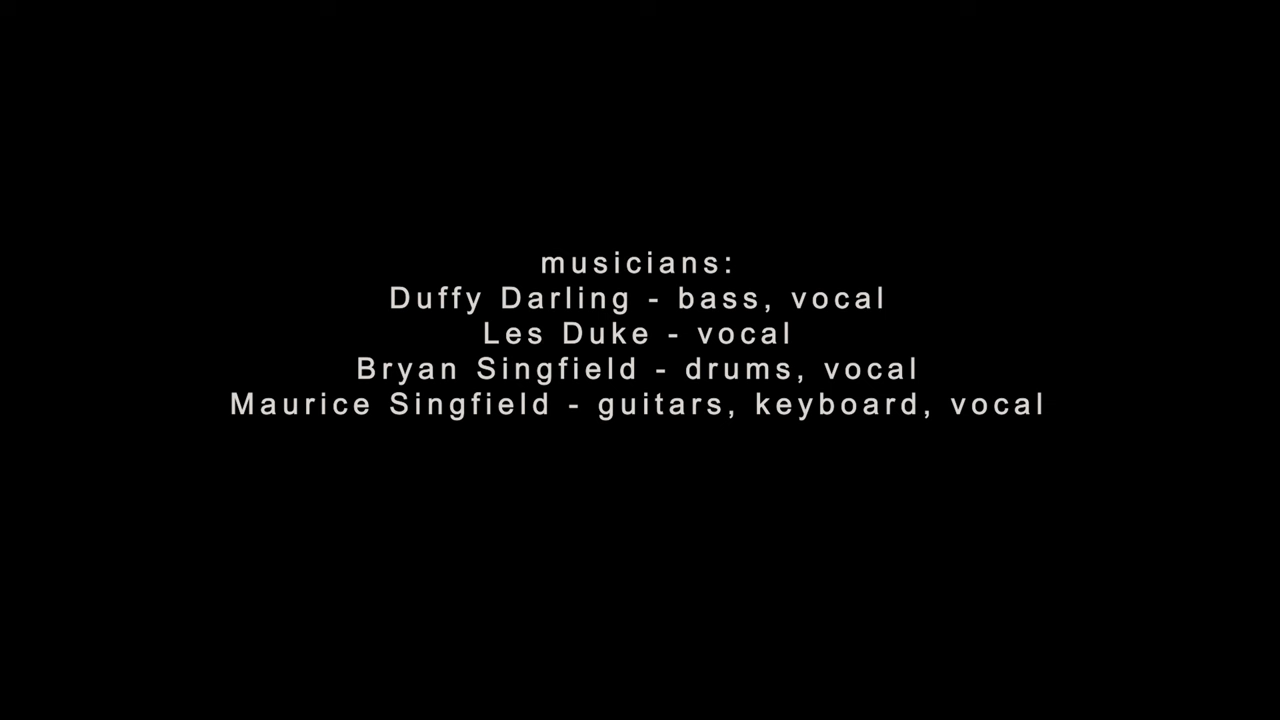 musicians:
Duffy Darling - bass, vocal
Les Duke - vocal
Bryan Singfield - drums, vocal
Maurice Singfield - guitars, keyboard, vocal